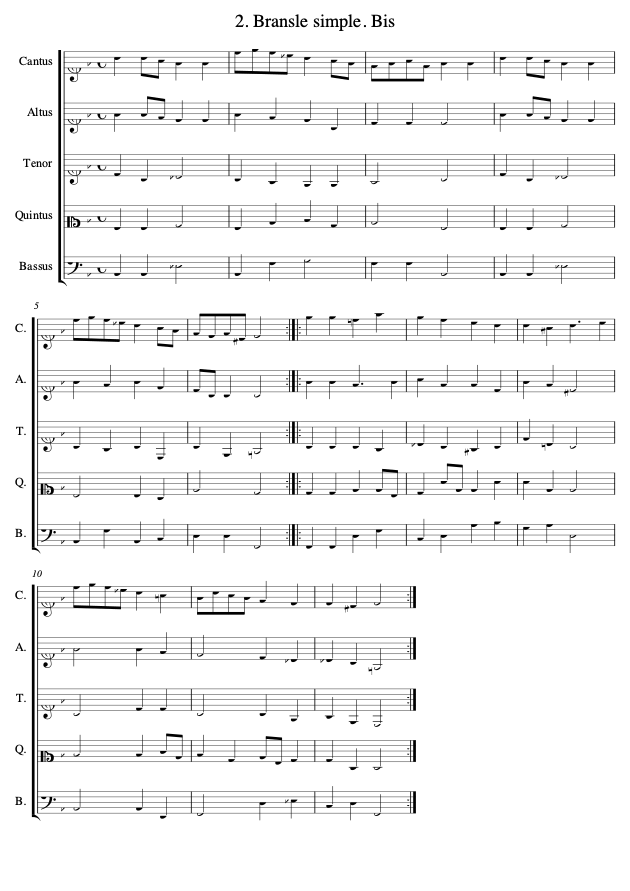 2. Bransle simple. Bis
Cantus
Altus
Tenor
Quintus
Bassus
5
C.
A.
T.
Q.
B.
10
C.
A.
T.
Q.
B.